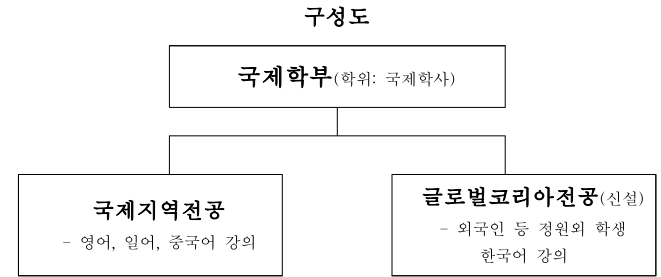 구성도
국제학부(학위: 국제학사)
국제지역전공
- 영어, 일어, 중국어 강의
글로벌코리아전공(신설)
- 외국인 등 정원외 학생
한국어 강의